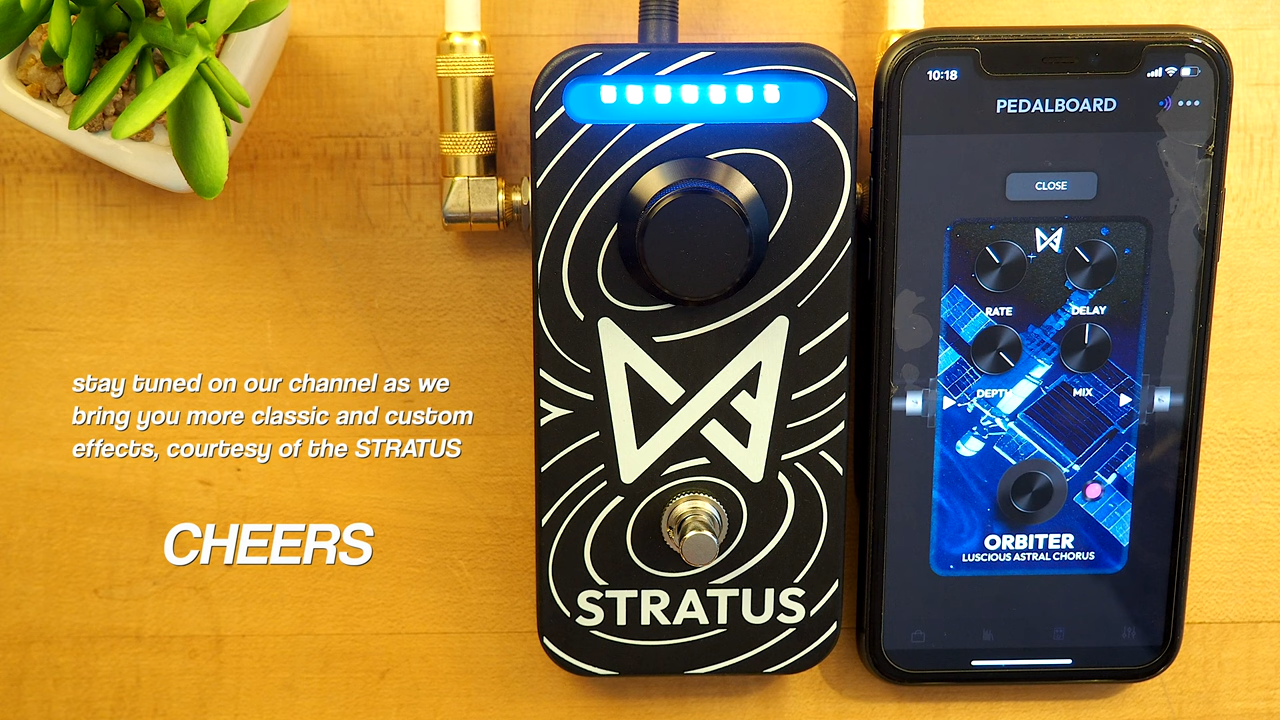 stay tuned on our channel as we
bring you more classic and custom
effects, courtesy of the STRATUS
CHEERS
STRATUS
10:18
PEDALBOARD
CLOSE
RATE
DELAY
DEPTH
MIX
ORBITER
LUSCIOUS ASTRAL CHORUS